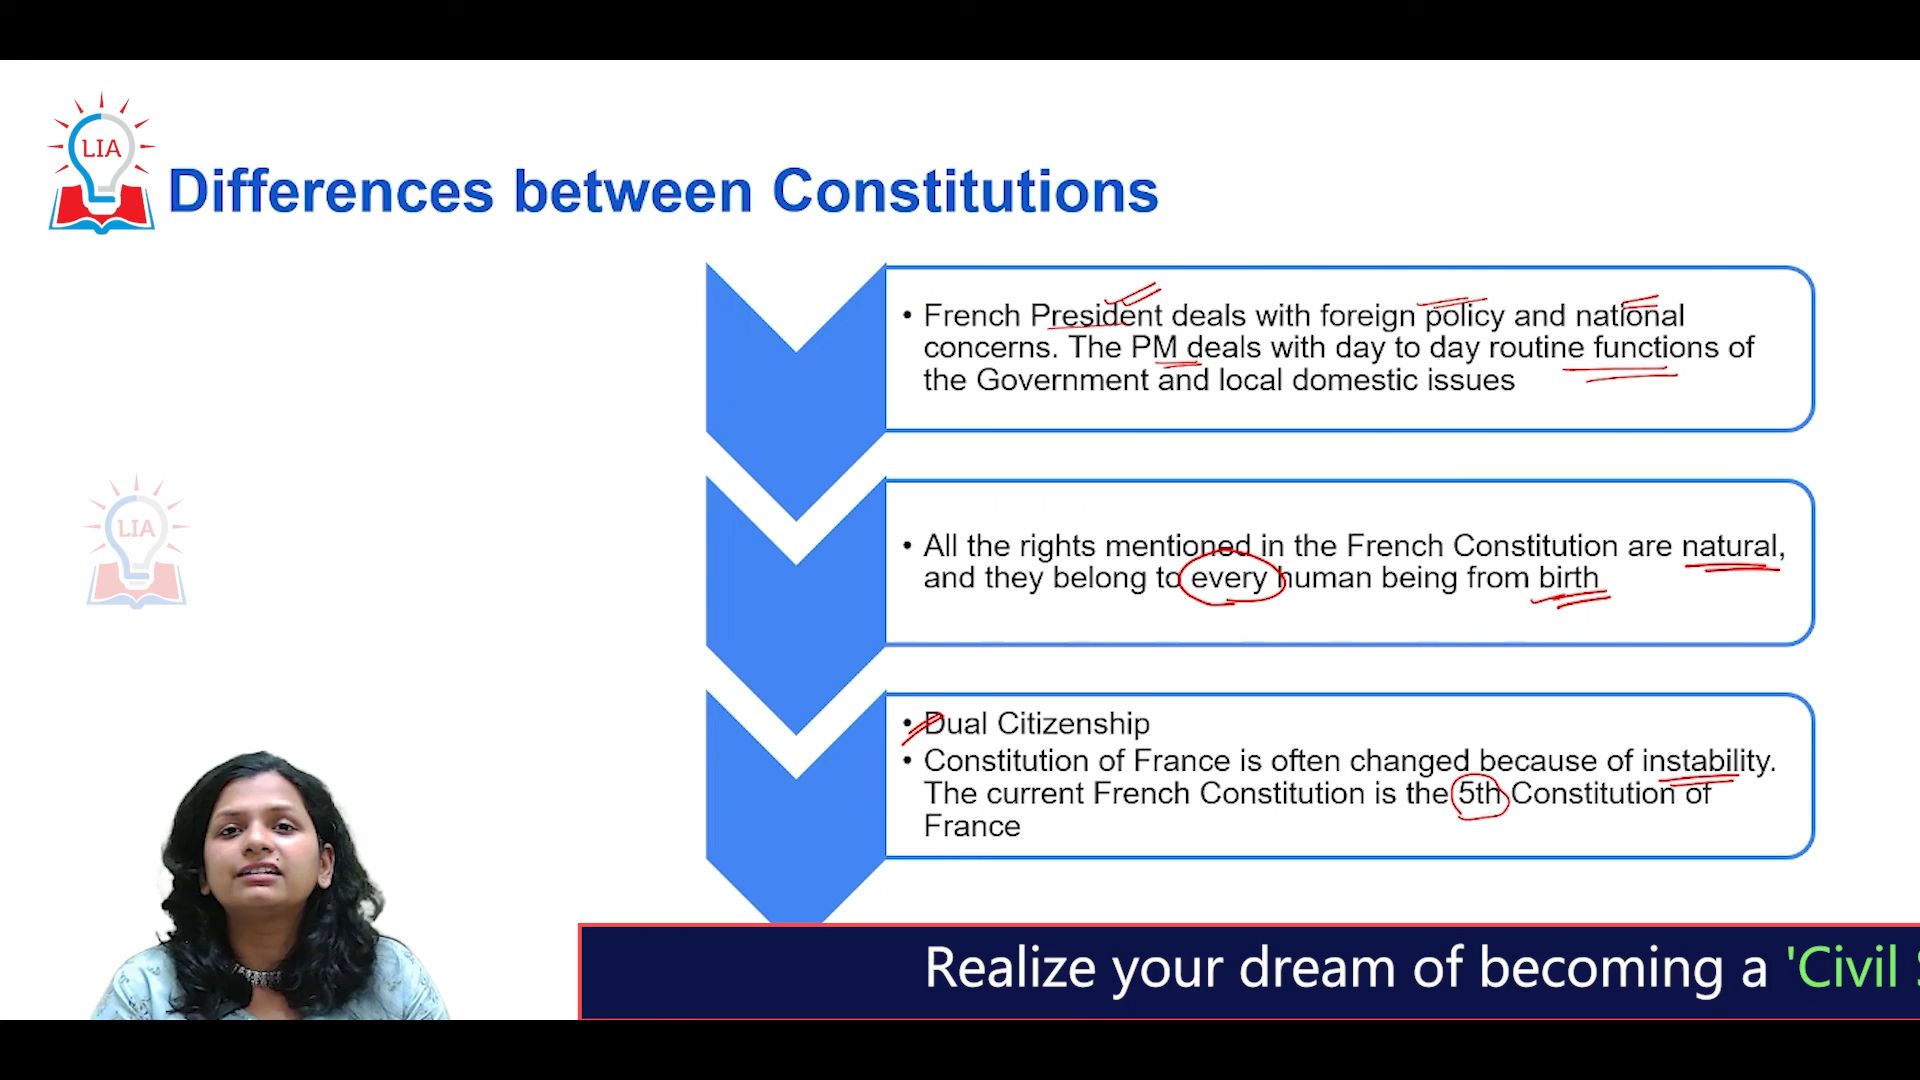 LIA
Differences between Constitutions
• French President deals with foreign policy and national
concerns. The PM deals with day to day routine functions of
the Government and local domestic issues
LIA
• All the rights mentioned in the French Constitution are natural,
and they belong to every human being from birth
• Dual Citizenship
• Constitution of France is often changed because of instability.
The current French Constitution is the 5th Constitution of
France
Realize your dream of becoming a 'Civil